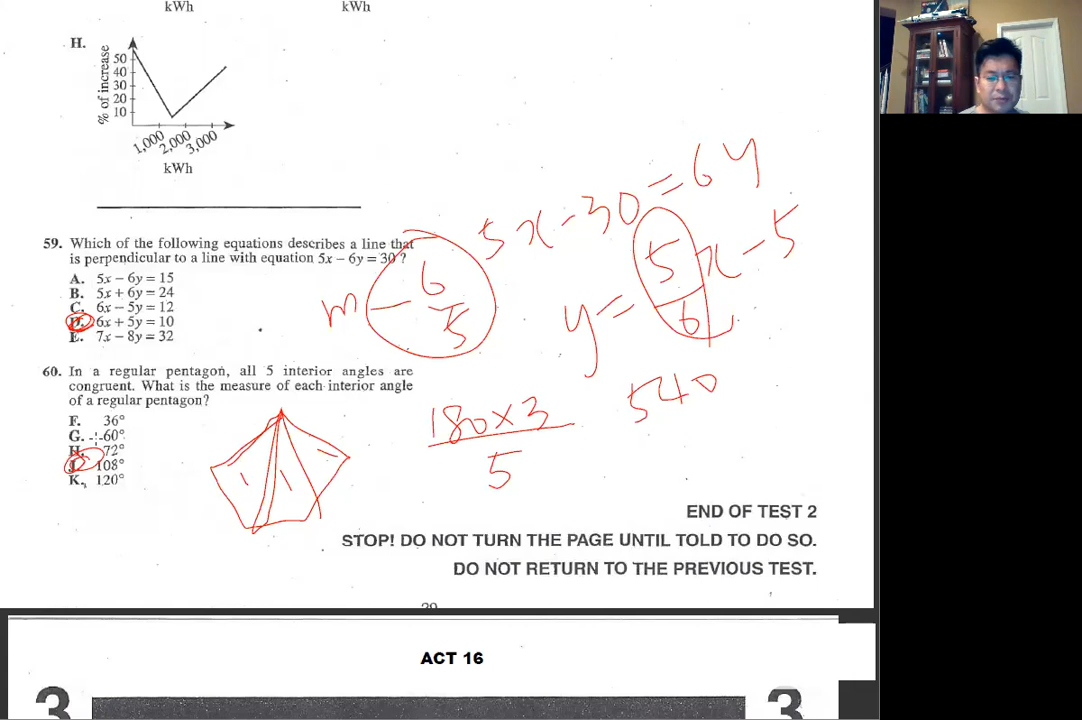 kWh kWh
H.
% of increase
50
40
30
20
10
1,000 2,000 3,000
kWh
5x-30=6y
59. Which of the following equations describes a line that
is perpendicular to a line with equation 5x – 6y = 30?
A. 5x – 6y = 15
B. 5x + 6y = 24
C. 6x – 5y = 12
D. 6x + 5y = 10
E. 7x – 8y = 32
m -6/5
y=5/6x-5
60. In a regular pentagon, all 5 interior angles are
congruent. What is the measure of each interior angle
of a regular pentagon?
F. 36°
G. 60°
H. 72°
J. 108°
K. 120°
180×3
5
540
END OF TEST 2
STOP! DO NOT TURN THE PAGE UNTIL TOLD TO DO SO.
DO NOT RETURN TO THE PREVIOUS TEST.
ACT 16
3 3